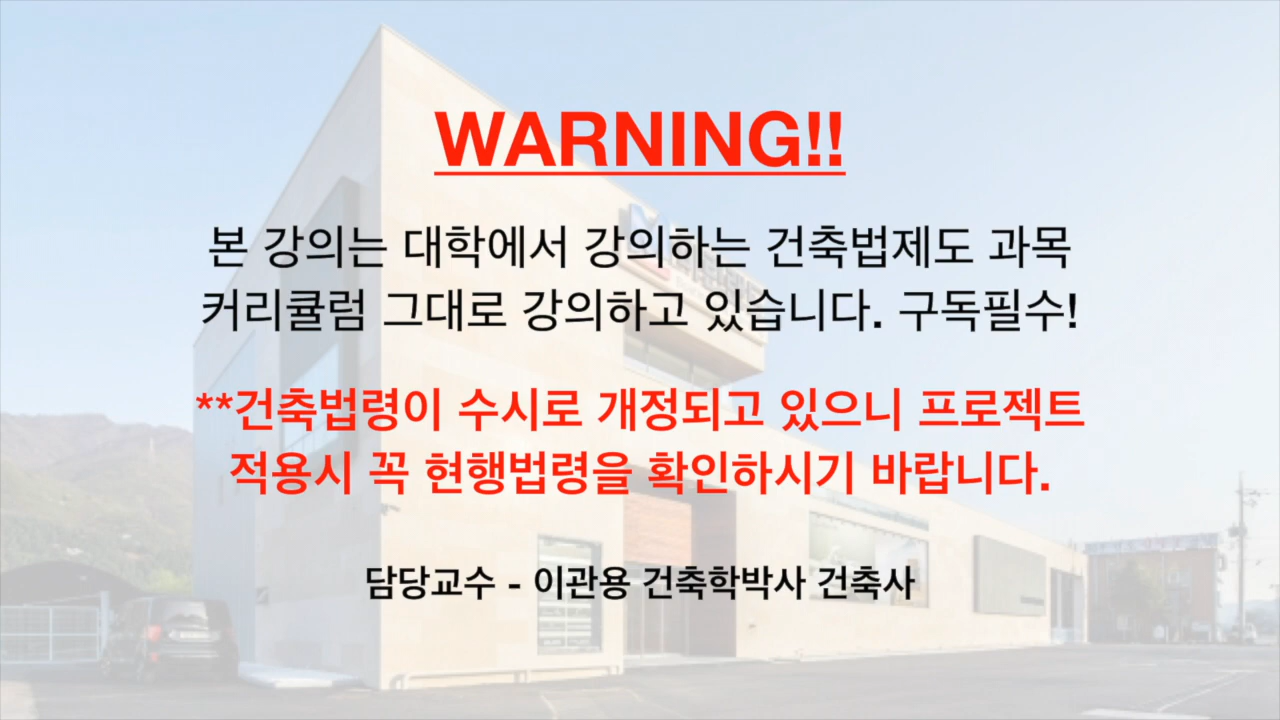 WARNING!!
본 강의는 대학에서 강의하는 건축법제도 과목
커리큘럼 그대로 강의하고 있습니다. 구독필수!
**건축법령이 수시로 개정되고 있으니 프로젝트
적용시 꼭 현행법령을 확인하시기 바랍니다.
담당교수 - 이관용 건축학박사 건축사